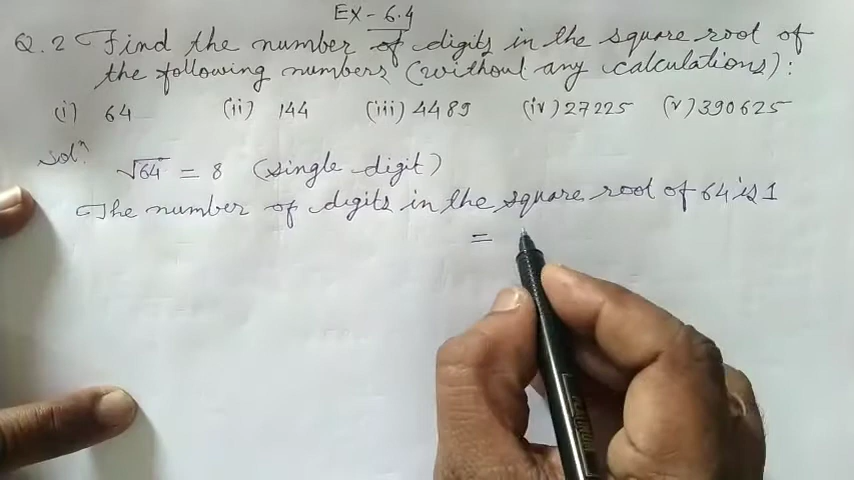 Ex-6.4
Q.2 Find the number of digits in the square root of
the following numbers (without any calculations):
(i) 64 (ii) 144 (iii) 4489 (iv) 27225 (v) 390625
Solⁿ.
√64 = 8 (single digit)
The number of digits in the square root of 64 is 1
=